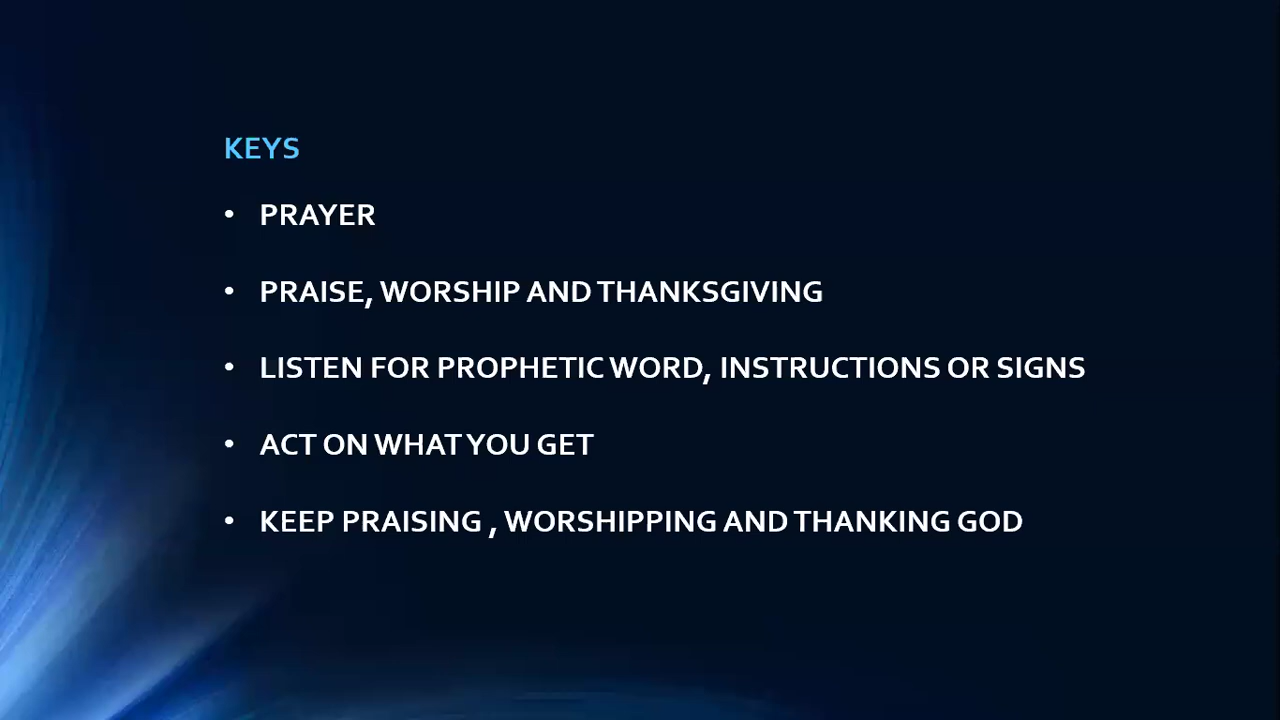 KEYS
• PRAYER
• PRAISE, WORSHIP AND THANKSGIVING
• LISTEN FOR PROPHETIC WORD, INSTRUCTIONS OR SIGNS
• ACT ON WHAT YOU GET
• KEEP PRAISING , WORSHIPPING AND THANKING GOD